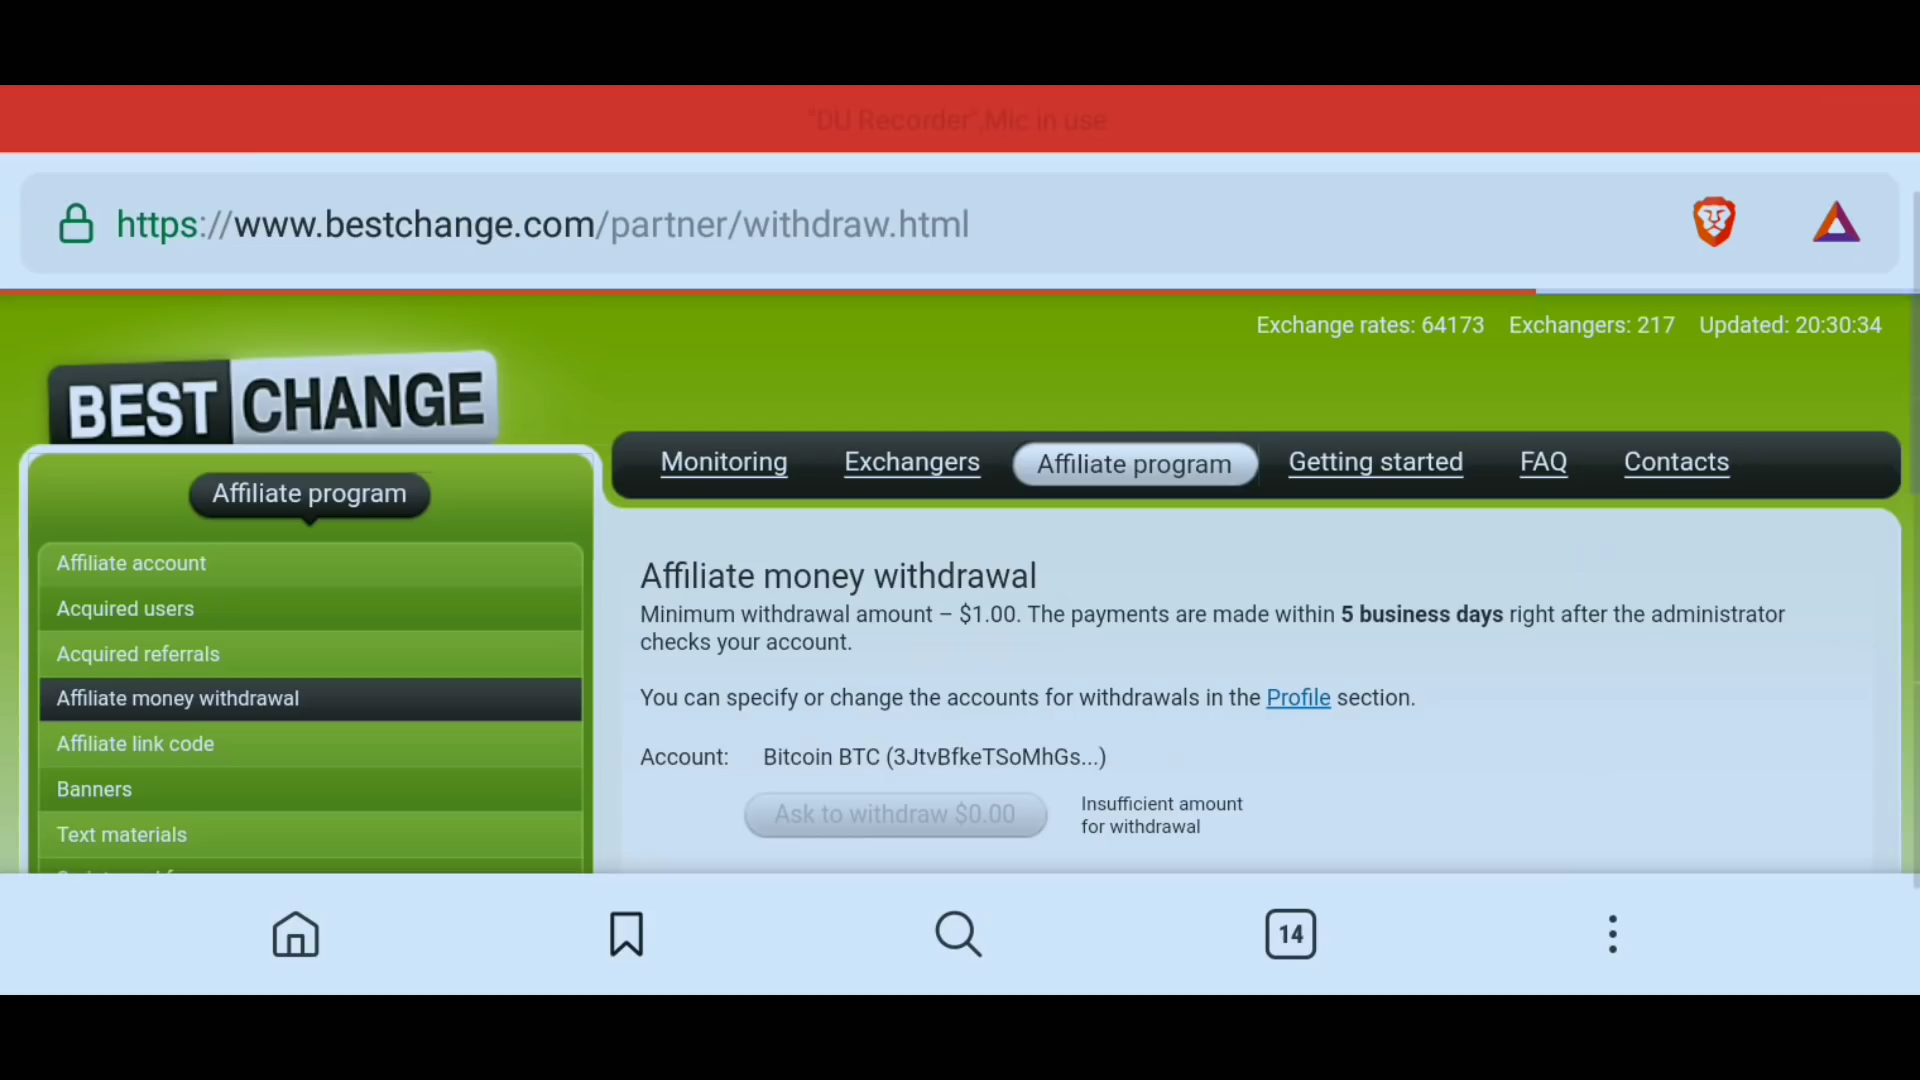 "DU Recorder",Mic in use
https://www.bestchange.com/partner/withdraw.html
Exchange rates: 64173 Exchangers: 217 Updated: 20:30:34
BEST CHANGE
Monitoring Exchangers Affiliate program Getting started FAQ Contacts
Affiliate program
Affiliate account
Acquired users
Acquired referrals
Affiliate money withdrawal
Affiliate link code
Banners
Text materials
Affiliate money withdrawal
Minimum withdrawal amount – $1.00. The payments are made within 5 business days right after the administrator
checks your account.
You can specify or change the accounts for withdrawals in the Profile section.
Account: Bitcoin BTC (3JtvBfkeTSoMhGs...)
Ask to withdraw $0.00
Insufficient amount
for withdrawal
14